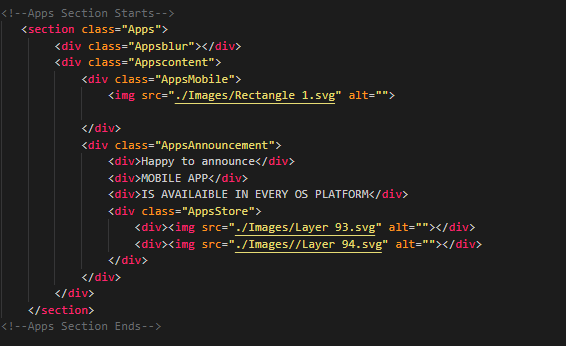 <!--Apps Section Starts-->
<section class="Apps">
<div class="Appsblur"></div>
<div class="Appscontent">
<div class="AppsMobile">
<img src="./Images/Rectangle 1.svg" alt="">
</div>
<div class="AppsAnnouncement">
<div>Happy to announce</div>
<div>MOBILE APP</div>
<div>IS AVAILAIBLE IN EVERY OS PLATFORM</div>
<div class="AppsStore">
<div><img src="./Images/Layer 93.svg" alt=""></div>
<div><img src="./Images//Layer 94.svg" alt=""></div>
</div>
</div>
</div>
</section>
<!--Apps Section Ends-->